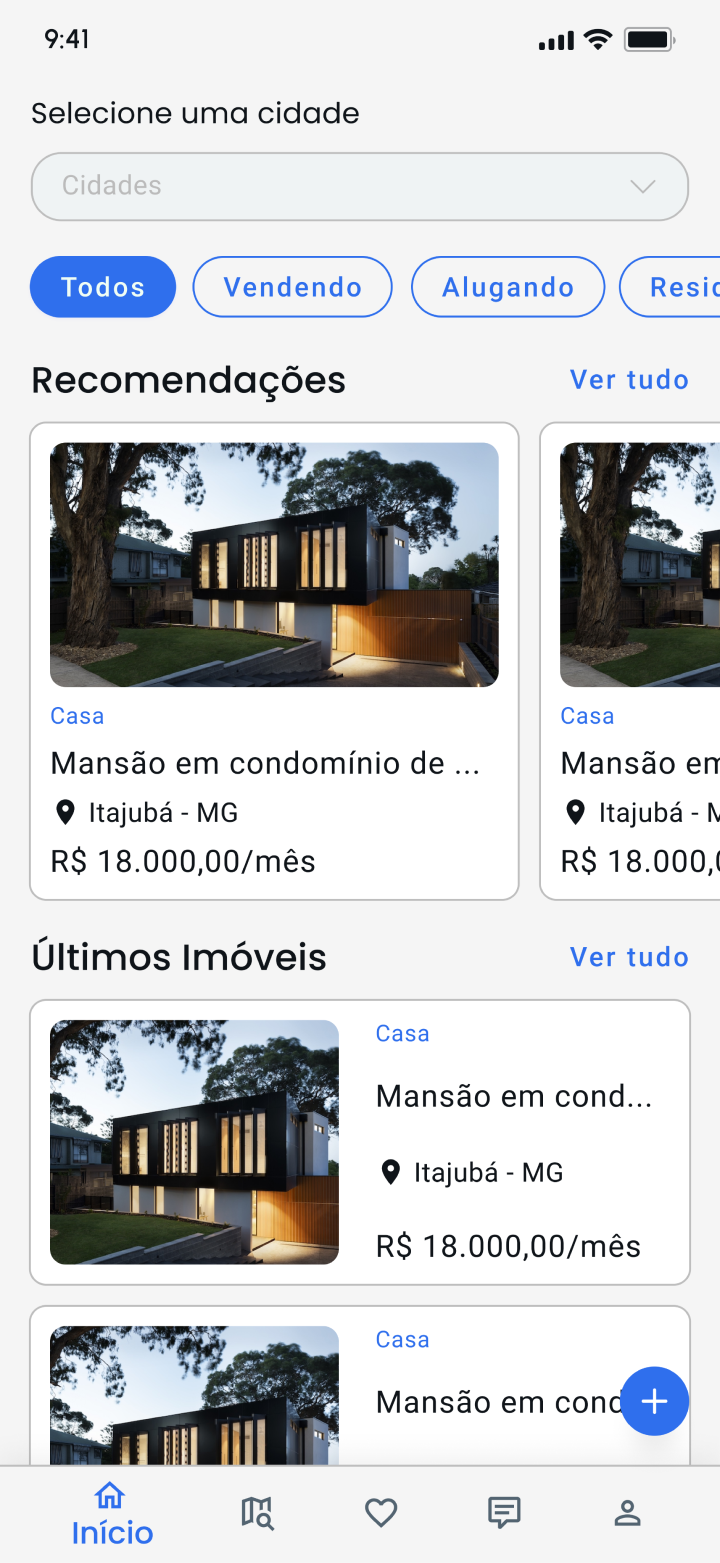 9:41
Selecione uma cidade
Cidades
Todos Vendendo Alugando Resid
Recomendações Ver tudo
Casa
Mansão em condomínio de ...
Itajubá - MG
R$ 18.000,00/mês
Casa
Mansão em
Itajubá - M
R$ 18.000,0
Últimos Imóveis Ver tudo
Casa
Mansão em cond...
Itajubá - MG
R$ 18.000,00/mês
Casa
Mansão em cond
Início